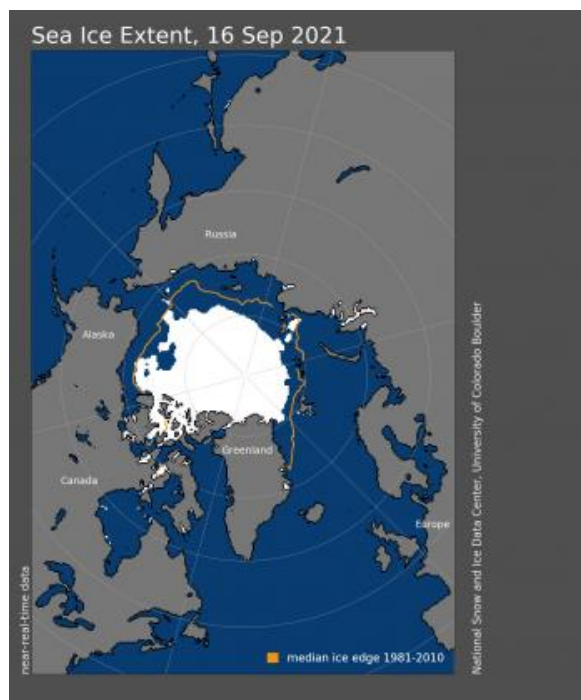 Sea Ice Extent, 16 Sep 2021
Russia
Alaska
Greenland
Canada
Europe
median ice edge 1981-2010
near-real-time data
National Snow and Ice Data Center, University of Colorado Boulder